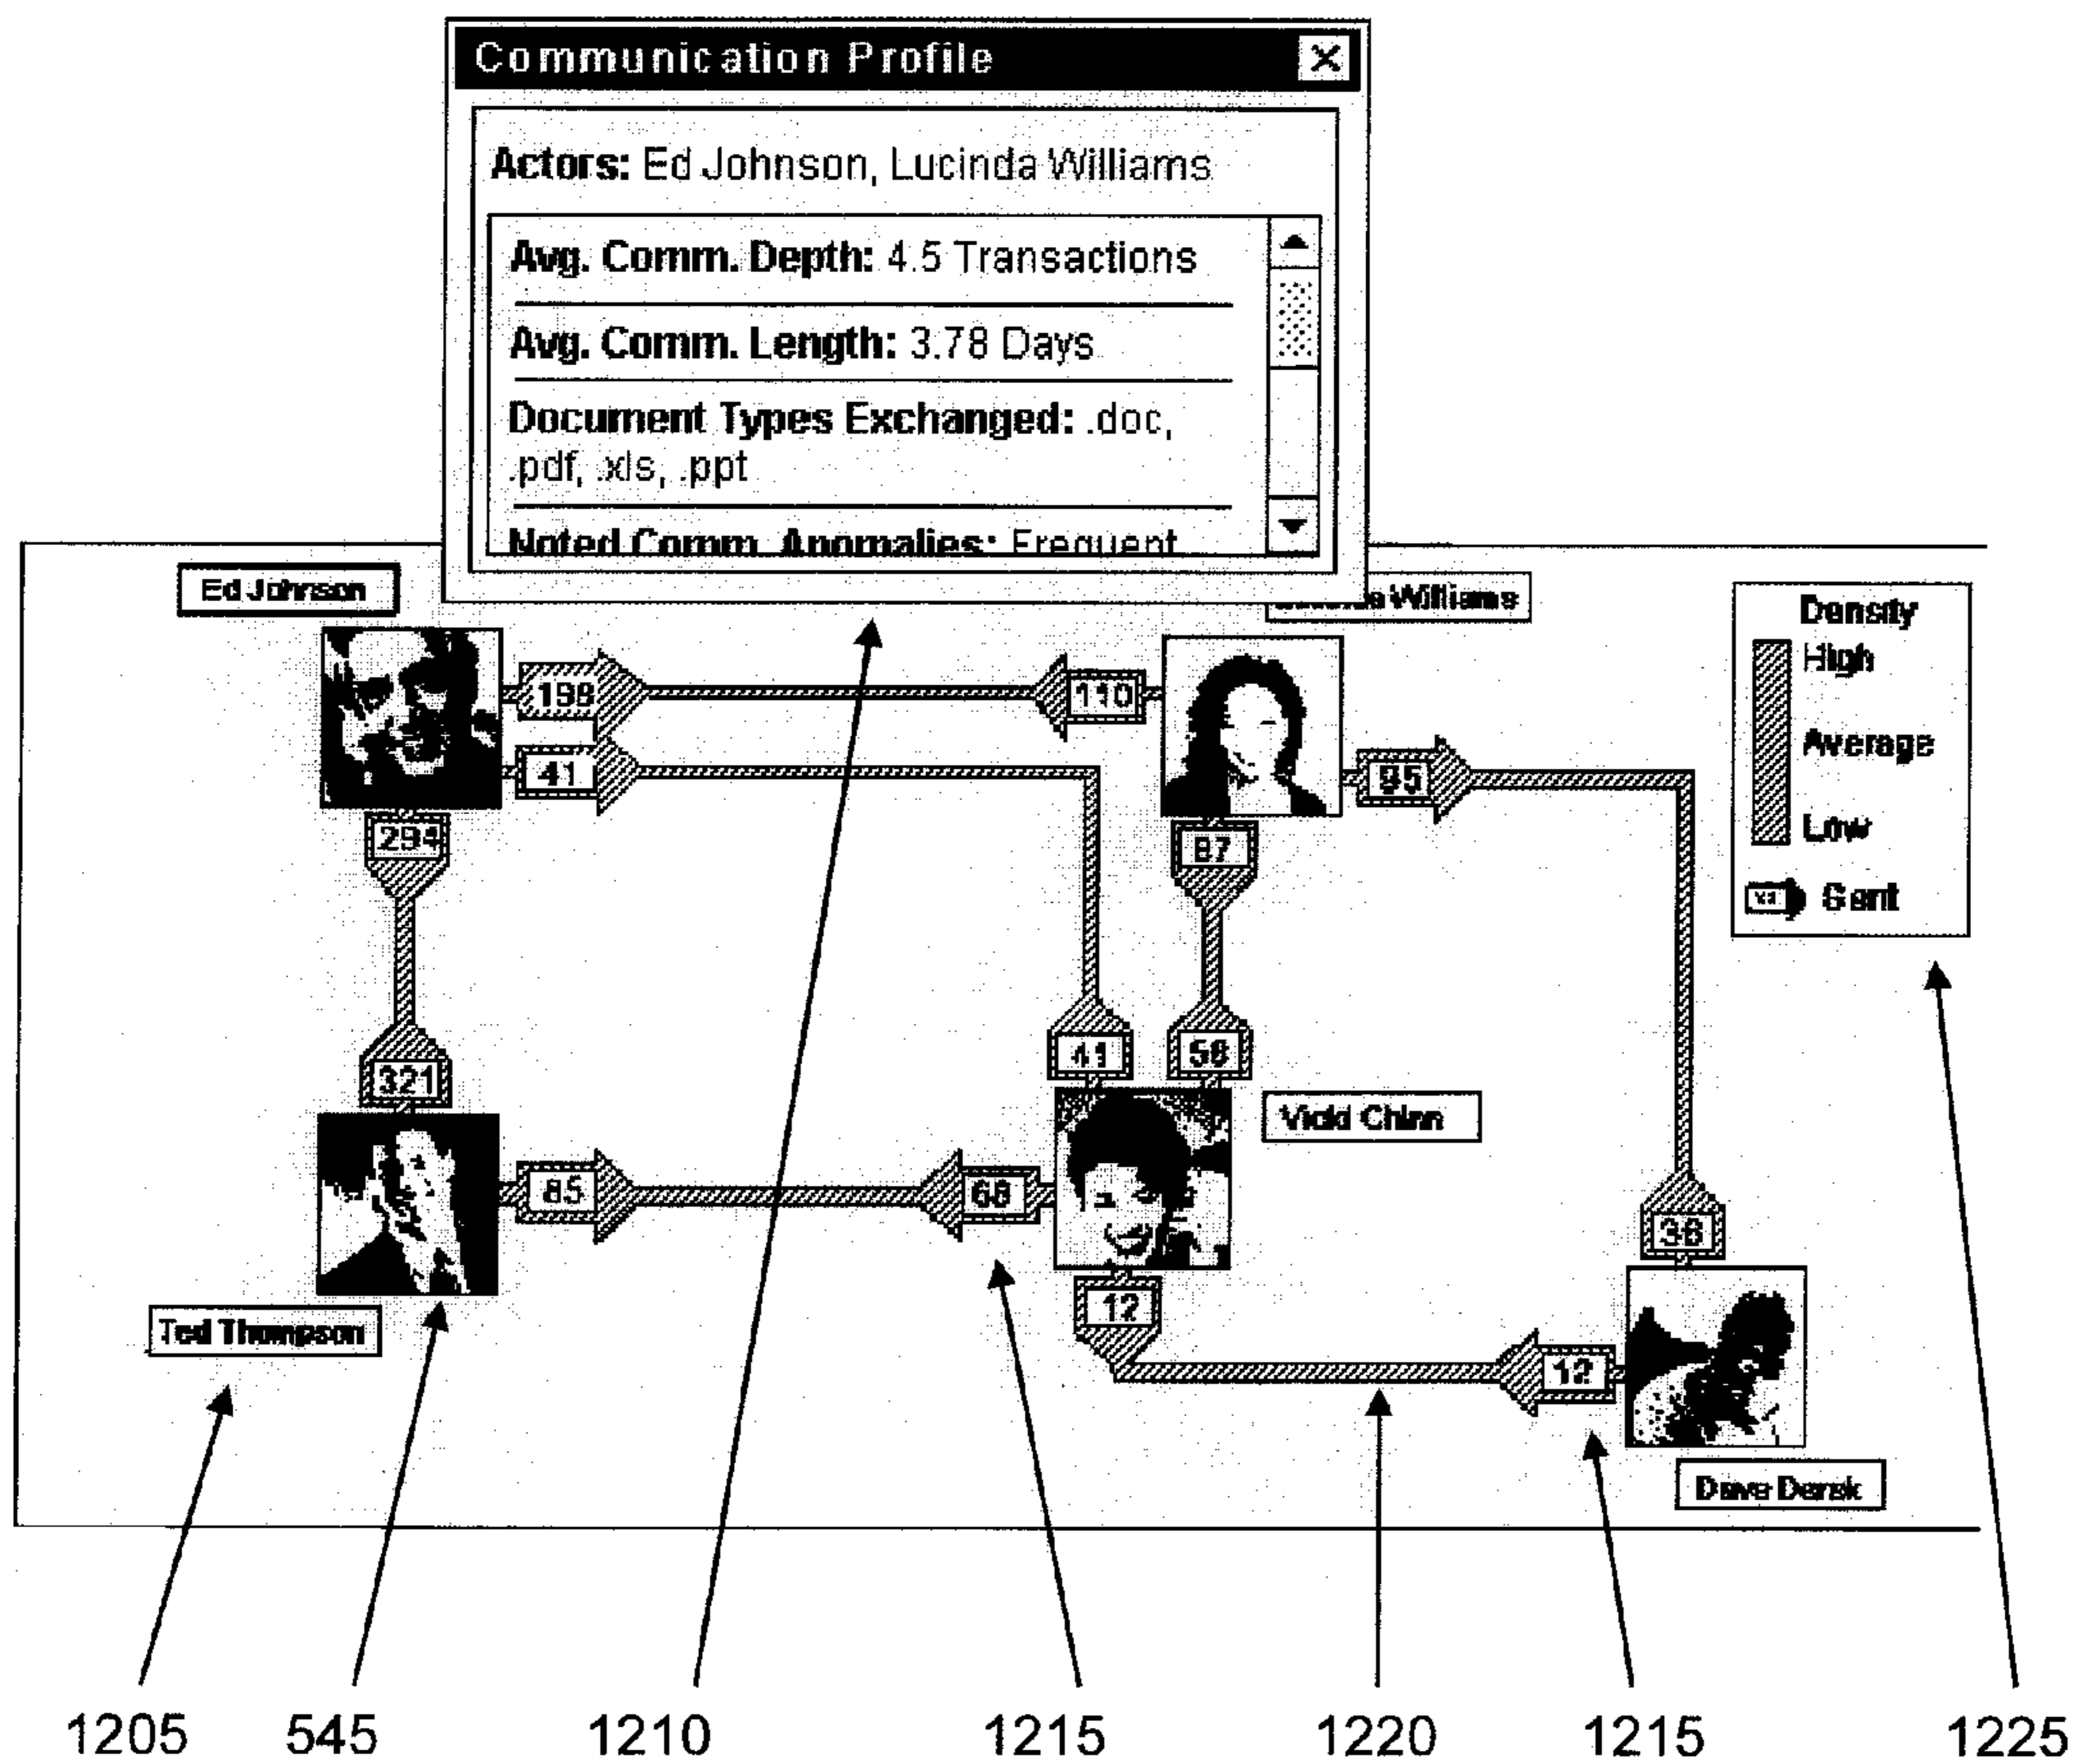 Communication Profile
Actors: Ed Johnson, Lucinda Williams
Avg. Comm. Depth: 4.5 Transactions
Avg. Comm. Length: 3.78 Days
Document Types Exchanged: .doc,
.pdf, .xls, .ppt
Noted Comm. Anomalies: Frequent
Ed Johnson
Williams
Density
High
Average
Low
Sent
198
110
41
95
294
87
41
321
Vicki Chinn
85
68
12
12
Ted Thompson
Dave
1205
545
1210
1215
1220
1215
1225